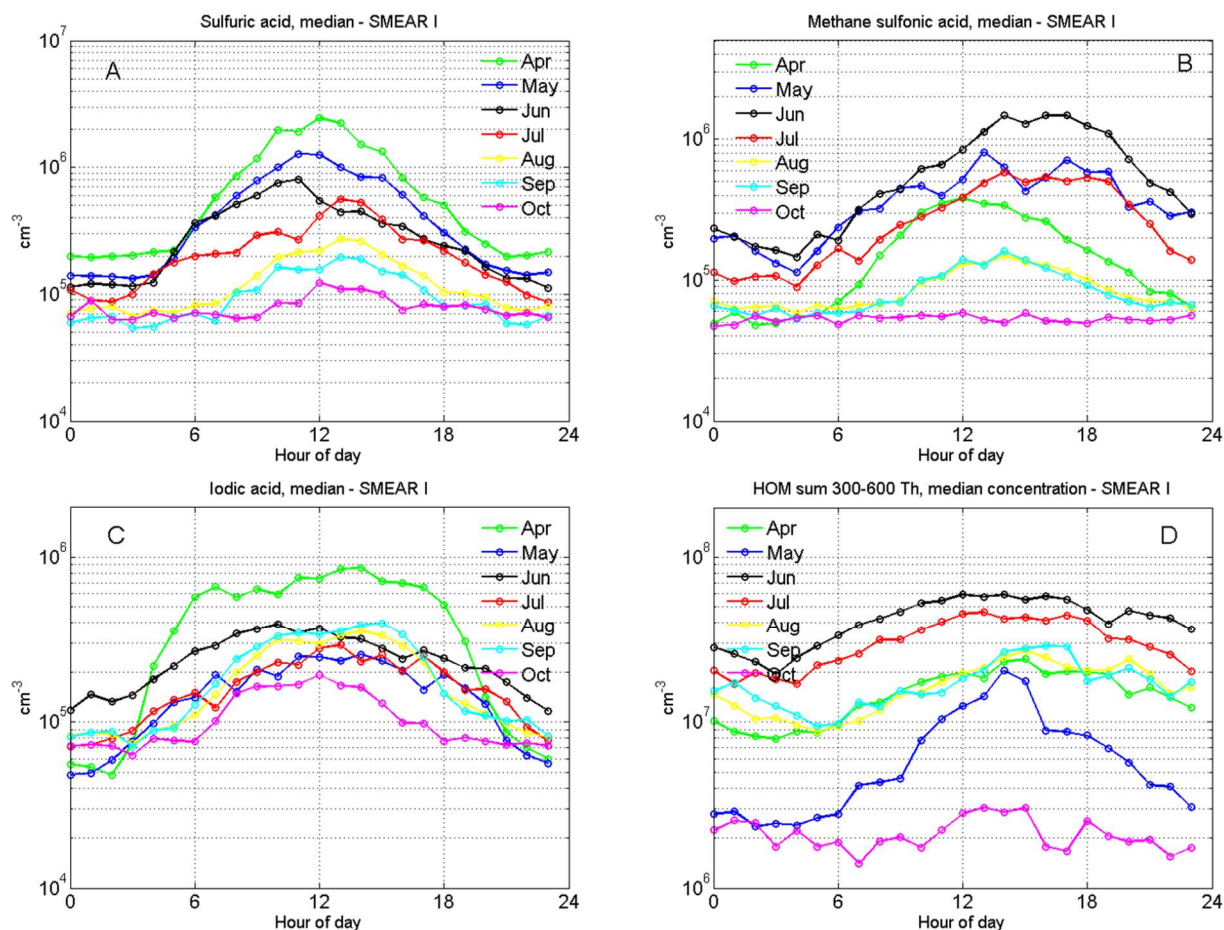 Sulfuric acid, median - SMEAR I
10^7
A
Apr
May
Jun
Jul
Aug
Sep
Oct
10^6
cm^-3
10^5
10^4
0 6 12 18 24
Hour of day
Methane sulfonic acid, median - SMEAR I
B
Apr
May
Jun
Jul
Aug
Sep
Oct
10^6
cm^-3
10^5
10^4
0 6 12 18 24
Hour of day
Iodic acid, median - SMEAR I
C
Apr
May
Jun
Jul
Aug
Sep
Oct
10^6
cm^-3
10^5
10^4
0 6 12 18 24
Hour of day
HOM sum 300-600 Th, median concentration - SMEAR I
D
Apr
May
Jun
Jul
Aug
Sep
Oct
10^8
cm^-3
10^7
10^6
0 6 12 18 24
Hour of day